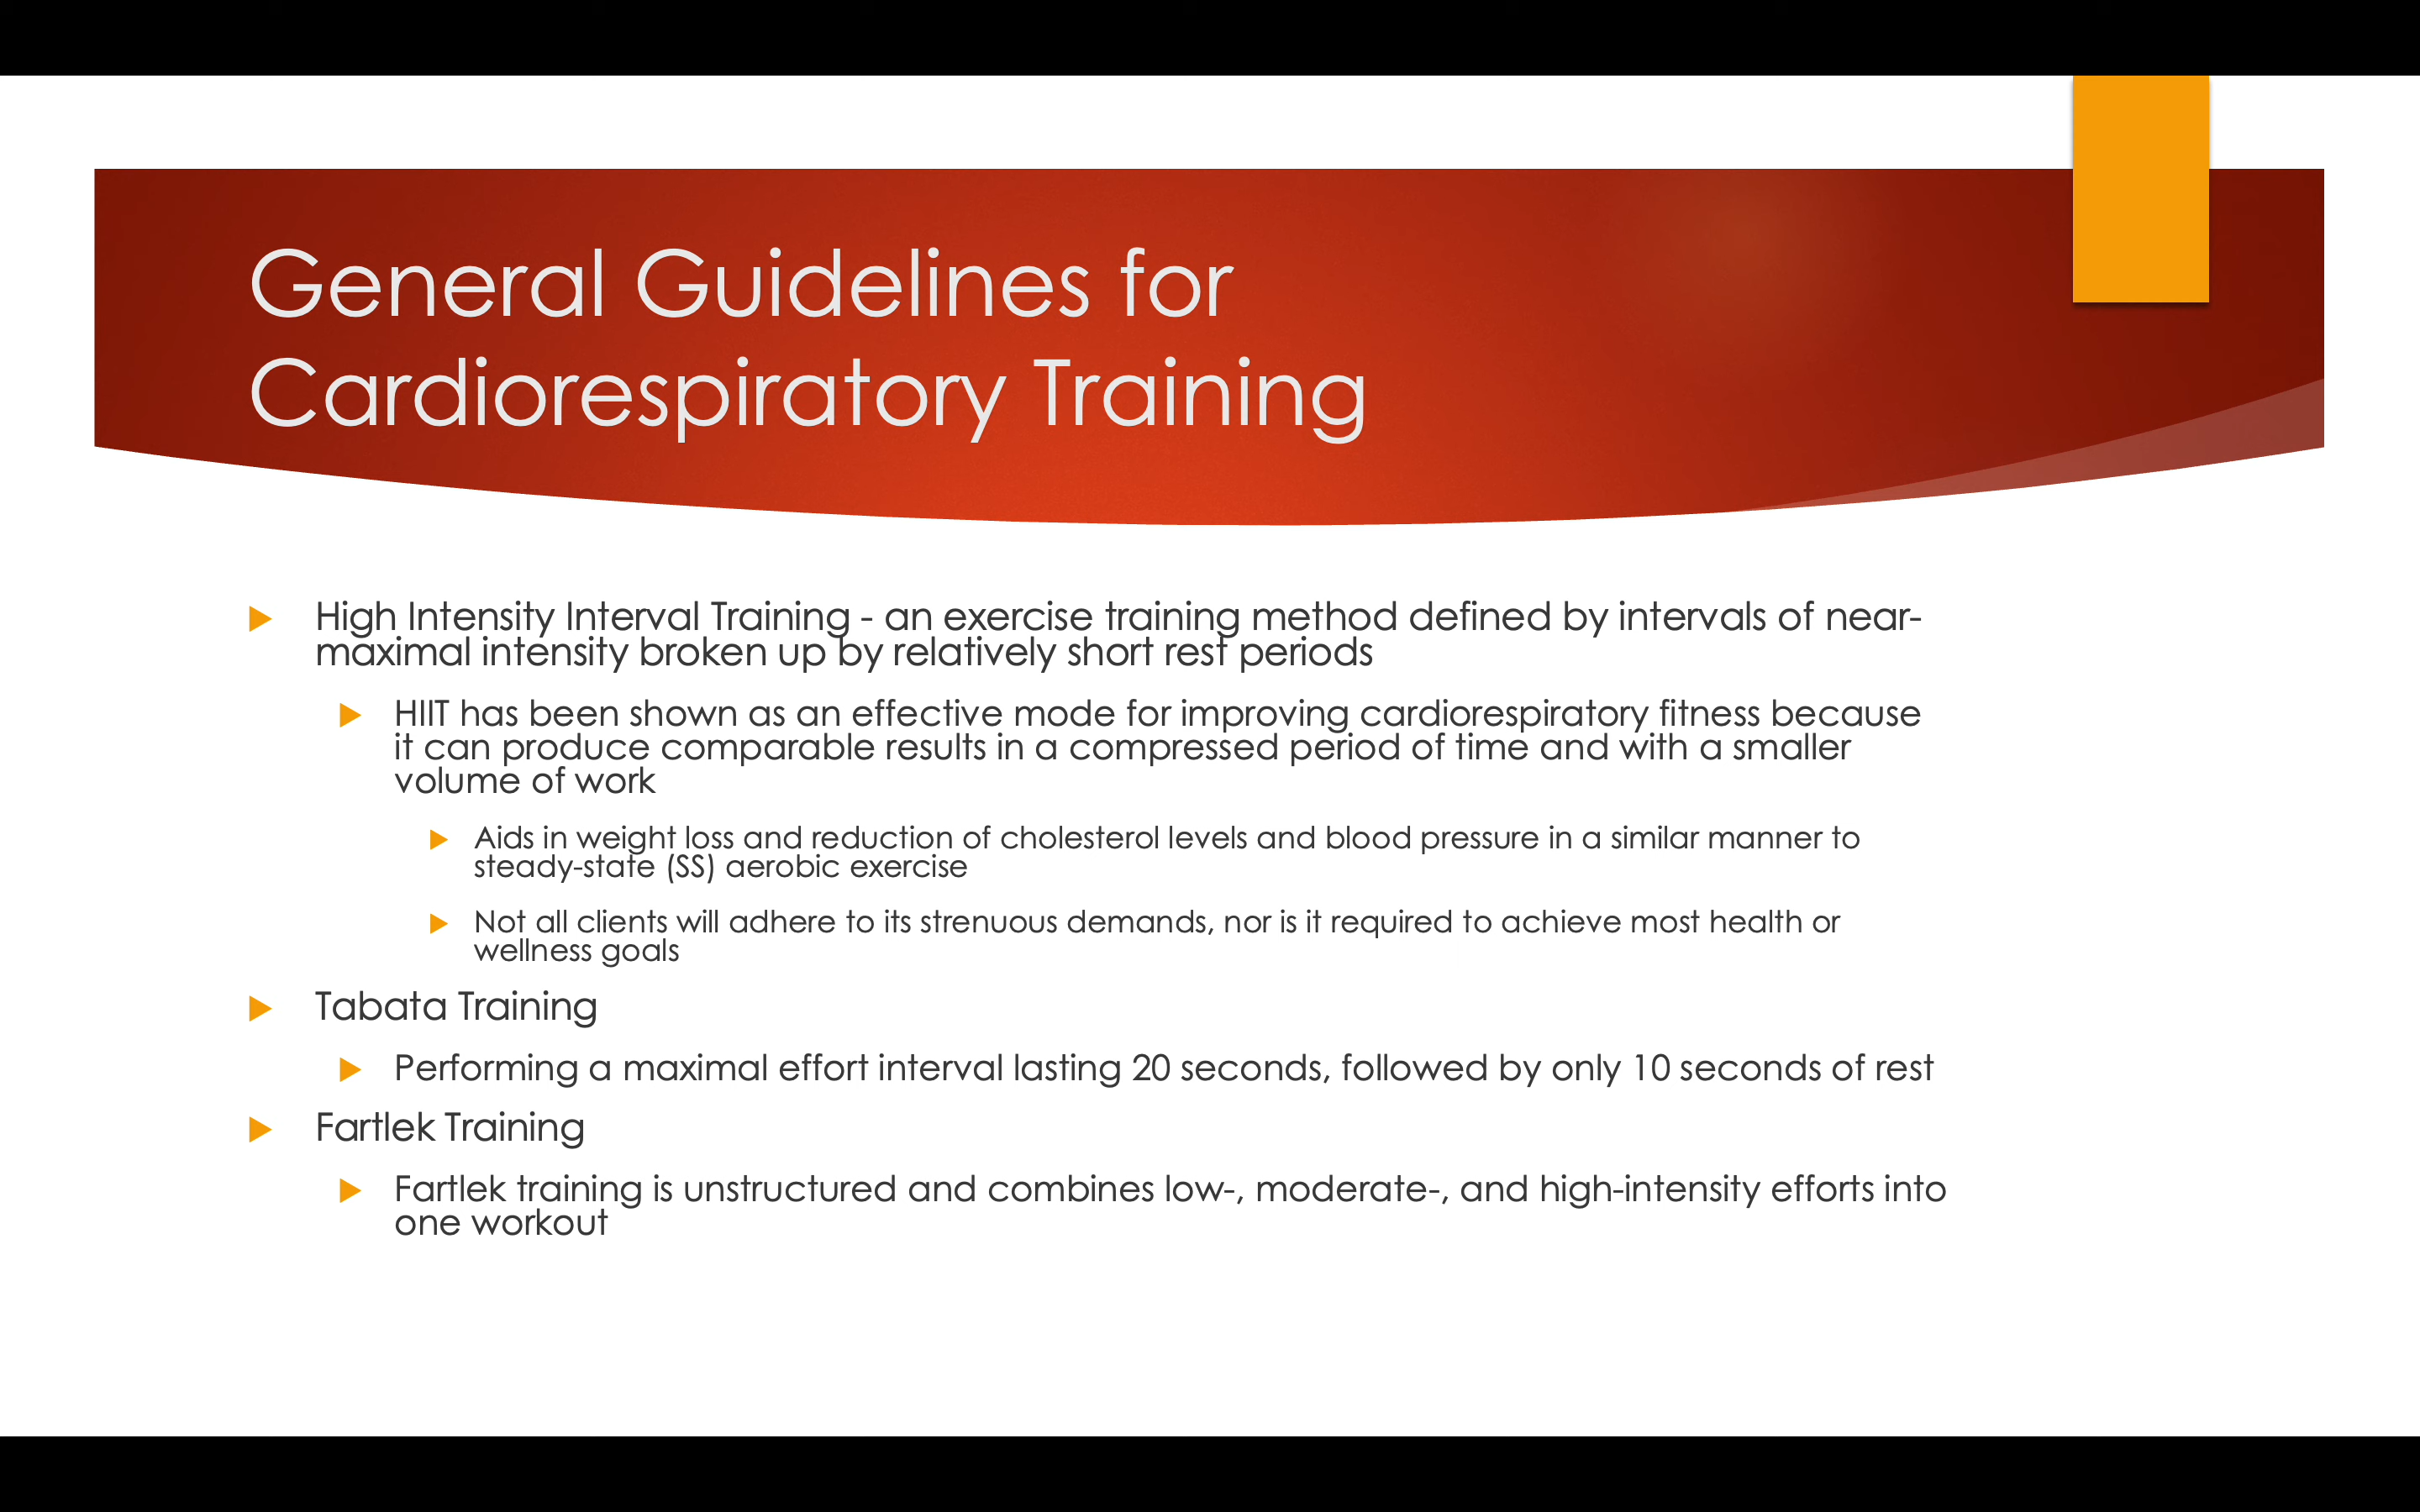 General Guidelines for
Cardiorespiratory Training
High Intensity Interval Training - an exercise training method defined by intervals of near-
maximal intensity broken up by relatively short rest periods
HIIT has been shown as an effective mode for improving cardiorespiratory fitness because
it can produce comparable results in a compressed period of time and with a smaller
volume of work
Aids in weight loss and reduction of cholesterol levels and blood pressure in a similar manner to
steady-state (SS) aerobic exercise
Not all clients will adhere to its strenuous demands, nor is it required to achieve most health or
wellness goals
Tabata Training
Performing a maximal effort interval lasting 20 seconds, followed by only 10 seconds of rest
Fartlek Training
Fartlek training is unstructured and combines low-, moderate-, and high-intensity efforts into
one workout